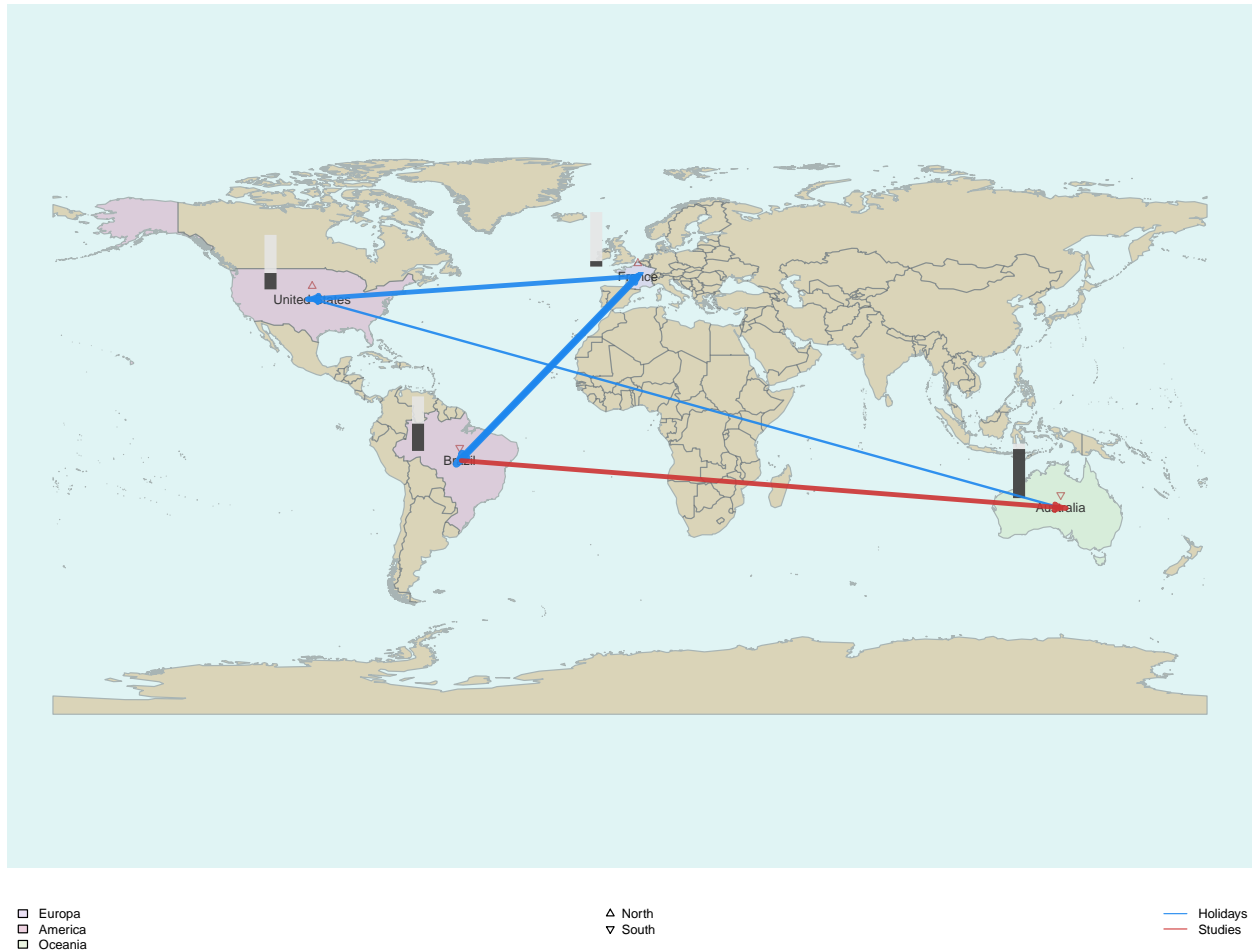 France
United States
Brazil
Australia
Europa
America
Oceania
North
South
Holidays
Studies